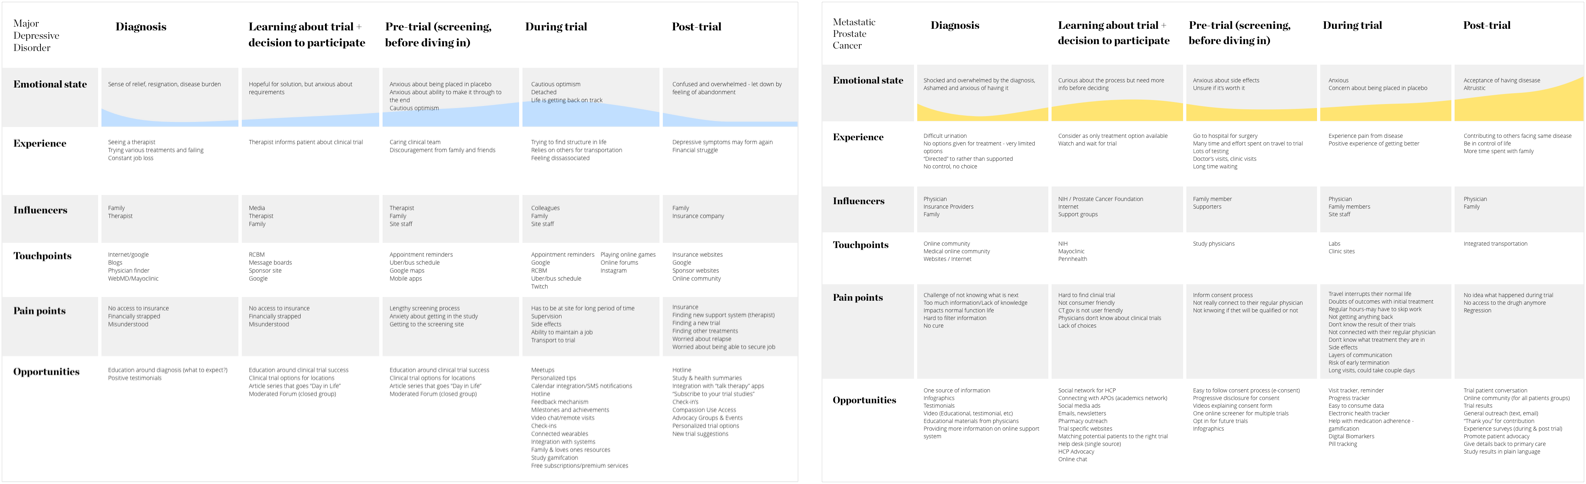 Major
Depressive
Disorder
Diagnosis
Learning about trial +
decision to participate
Pre-trial (screening,
before diving in)
During trial
Post-trial
Emotional state
Sense of relief, resignation, disease burden
Hopeful for solution, but anxious about
requirements
Anxious about being placed in placebo
Anxious about ability to make it through to
the end
Cautious optimism
Cautious optimism
Detached
Life is getting back on track
Confused and overwhelmed - let down by
feeling of abandonment
Experience
Seeing a therapist
Trying various treatments and failing
Constant job loss
Therapist informs patient about clinical trial
Caring clinical team
Discouragement from family and friends
Trying to find structure in life
Relies on others for transportation
Feeling dissassociated
Depressive symptoms may form again
Financial struggle
Influencers
Family
Therapist
Media
Therapist
Family
Therapist
Family
Site staff
Colleagues
Family
Site staff
Family
Insurance company
Touchpoints
Internet/google
Blogs
Physician finder
WebMD/Mayoclinic
RCBM
Message boards
Sponsor site
Google
Appointment reminders
Uber/bus schedule
Google maps
Mobile apps
Appointment reminders
Google
RCBM
Uber/bus schedule
Twitch
Playing online games
Online forums
Instagram
Insurance websites
Google
Sponsor websites
Online community
Pain points
No access to insurance
Financially strapped
Misunderstood
No access to insurance
Financially strapped
Misunderstood
Lengthy screening process
Anxiety about getting in the study
Getting to the screening site
Has to be at site for long period of time
Supervision
Side effects
Ability to maintain a job
Transport to trial
Insurance
Finding new support system (therapist)
Finding a new trial
Finding other treatments
Worried about relapse
Worried about being able to secure job
Opportunities
Education around diagnosis (what to expect?)
Positive testimonials
Education around clinical trial success
Clinical trial options for locations
Article series that goes "Day in Life"
Moderated Forum (closed group)
Education around clinical trial success
Clinical trial options for locations
Article series that goes "Day in Life"
Moderated Forum (closed group)
Meetups
Personalized tips
Calendar integration/SMS notifications
Hotline
Feedback mechanism
Milestones and achievements
Video chat/remote visits
Check-ins
Connected wearables
Integration with systems
Family & loves ones resources
Study gamifcation
Free subscriptions/premium services
Hotline
Study & health summaries
Integration with "talk therapy" apps
"Subscribe to your trial studies"
Check-in's
Compassion Use Access
Advocacy Groups & Events
Personalized trial options
New trial suggestions
Metastatic
Prostate
Cancer
Diagnosis
Learning about trial +
decision to participate
Pre-trial (screening,
before diving in)
During trial
Post-trial
Emotional state
Shocked and overwhelmed by the diagnosis,
Ashamed and anxious of having it
Curious about the process but need more
info before deciding
Anxious about side effects
Unsure if it's worth it
Anxious
Concern about being placed in placebo
Acceptance of having disesase
Altruistic
Experience
Difficult urination
No options given for treatment - very limited
options
"Directed" to rather than supported
No control, no choice
Consider as only treatment option available
Watch and wait for trial
Go to hospital for surgery
Many time and effort spent on travel to trial
Lots of testing
Doctor's visits, clinic visits
Long time waiting
Experience pain from disease
Positive experience of getting better
Contributing to others facing same disease
Be in control of life
More time spent with family
Influencers
Physician
Insurance Providers
Family
NIH / Prostate Cancer Foundation
Internet
Support groups
Family member
Supporters
Physician
Family members
Site staff
Physician
Family
Touchpoints
Online community
Medical online community
Websites / Internet
NIH
Mayoclinic
Pennhealth
Study physicians
Labs
Clinic sites
Integrated transportation
Pain points
Challenge of not knowing what is next
Too much information/Lack of knowledge
Impacts normal function life
Hard to filter information
No cure
Hard to find clinial trial
Not consumer friendly
CT.gov is not user friendly
Physicians don't know about clinical trials
Lack of choices
Inform consent process
Not really connect to their regular physician
Not knowing if thet will be qualified or not
Travel interrupts their normal life
Doubts of outcomes with initial treatment
Regular hours-may have to skip work
Not getting anything back
Don't know the result of their trials
Not connected with their regular physician
Don't know what treatment they are in
Side effects
Layers of communication
Risk of early termination
Long visits, could take couple days
No idea what happened during trial
No access to the drugh anymore
Regression
Opportunities
One source of information
Infographics
Testimonials
Video (Educational, testimonial, etc)
Educational materials from physicians
Providing more information on online support
system
Social network for HCP
Connecting with APOs (academics network)
Social media ads
Emails, newsletters
Pharmacy outreach
Trial specific websites
Matching potential patients to the right trial
Help desk (single source)
HCP Advocacy
Online chat
Easy to follow consent process (e-consent)
Progressive disclosure for consent
Videos explaining consent form
One online screener for multiple trials
Opt in for future trials
Infographics
Visit tracker, reminder
Progress tracker
Easy to consume data
Electronic health tracker
Help with medication adherence -
gamification
Digital Biomarkers
Pill tracking
Trial patient conversation
Online community (for all patients groups)
Trial results
General outreach (text, email)
"Thank you" for contribution
Experience surveys (during & post trial)
Promote patient advocacy
Give details back to primary care
Study results in plain language